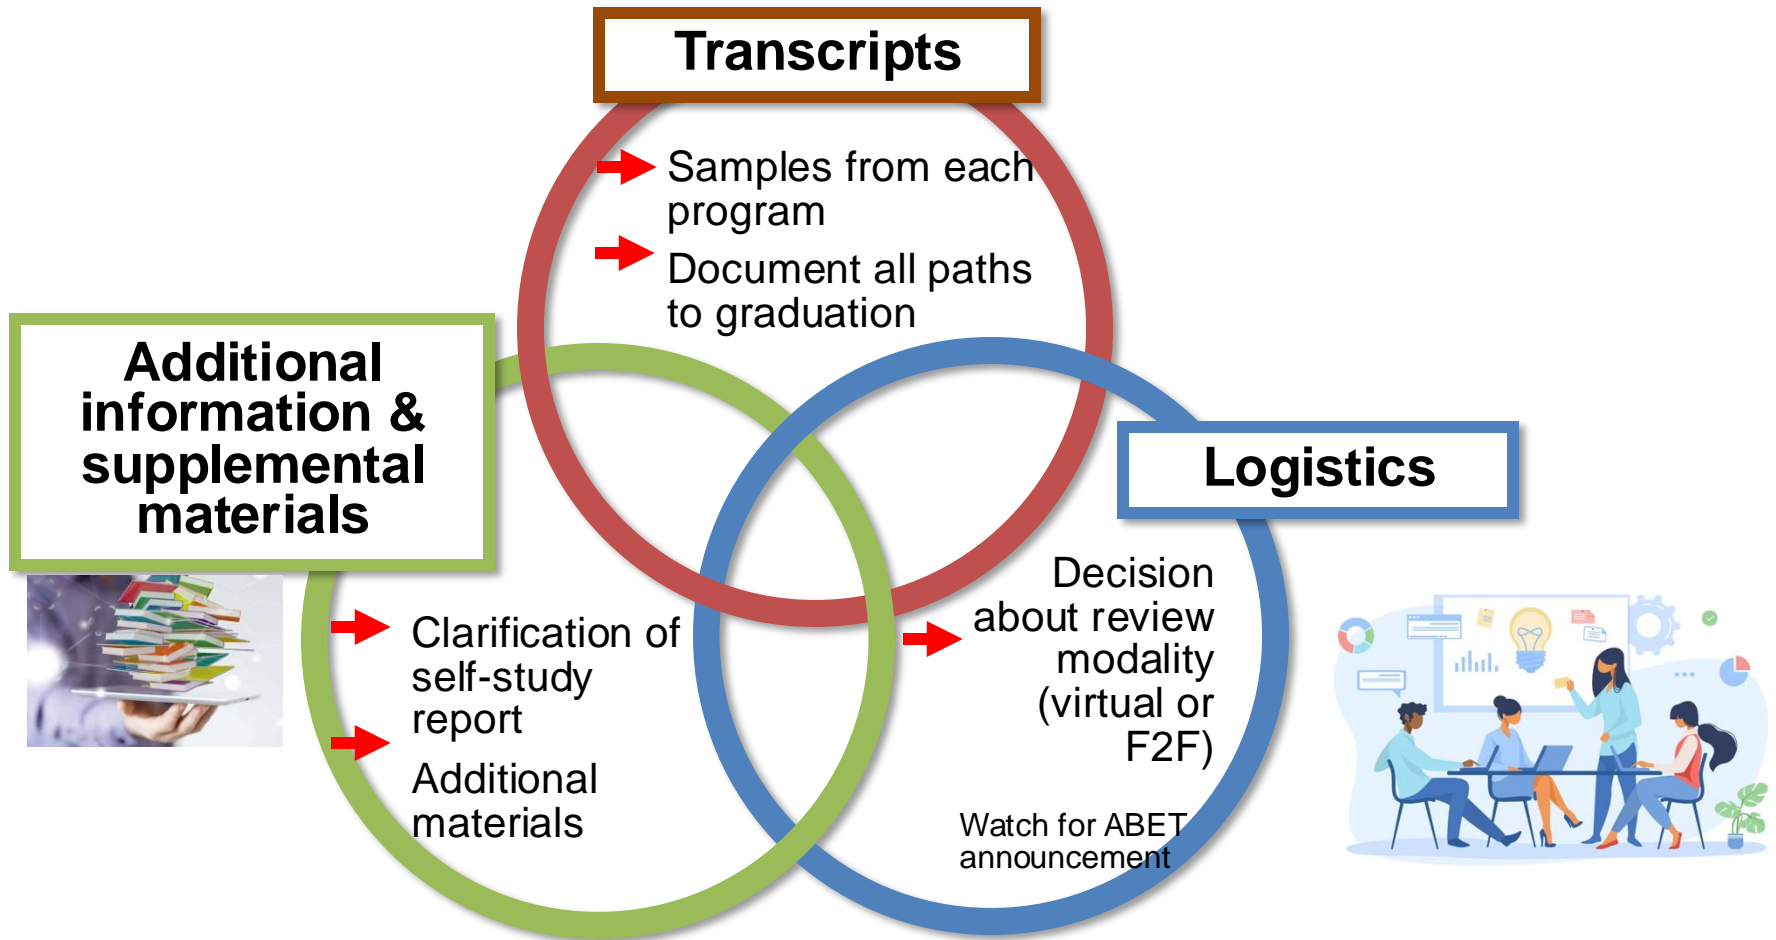 Transcripts
Samples from each
program
Document all paths
to graduation
Additional
information &
supplemental
materials
Clarification of
self-study
report
Additional
materials
Logistics
Decision
about review
modality
(virtual or
F2F)
Watch for ABET
announcement